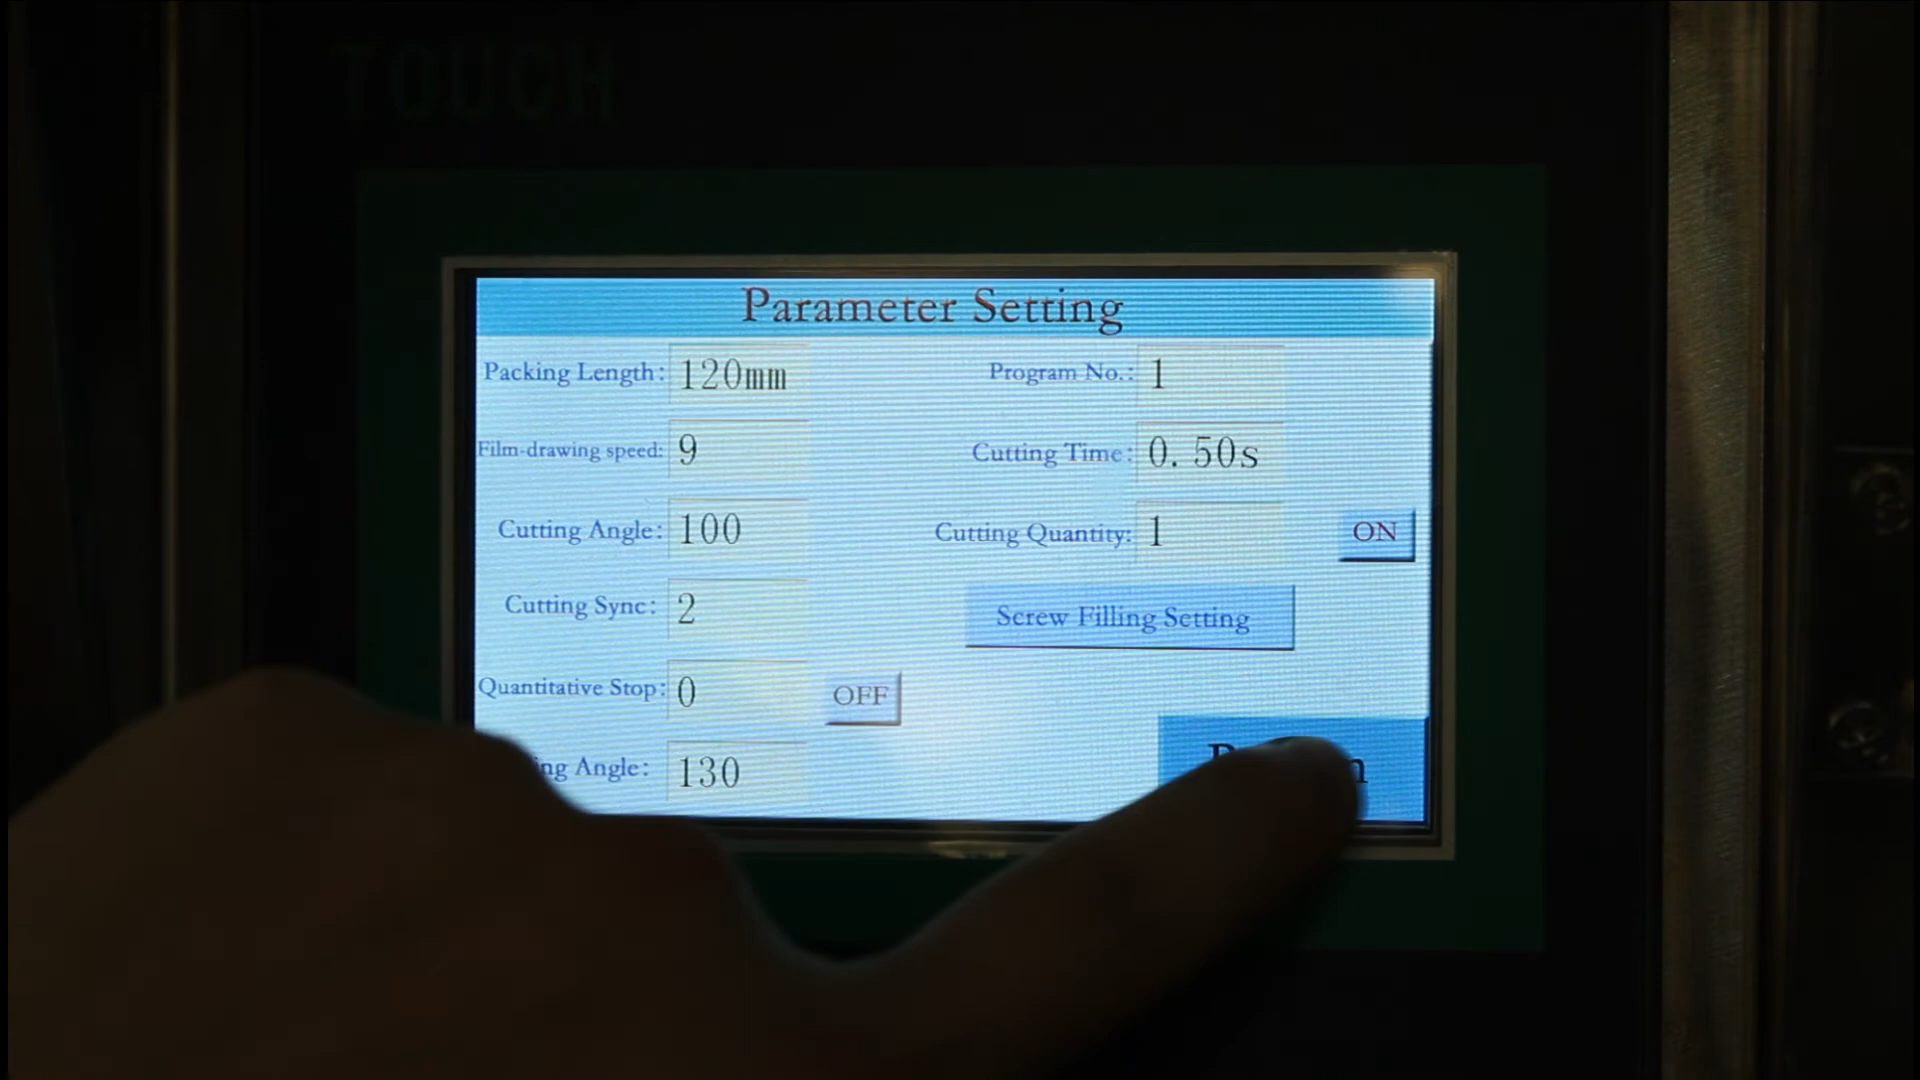 TOUCH
Parameter Setting
Packing Length: 120mm
Program No.: 1
Film-drawing speed: 9
Cutting Time: 0.50s
Cutting Angle: 100
Cutting Quantity: 1 ON
Cutting Sync: 2
Screw Filling Setting
Quantitative Stop: 0 OFF
Angle: 130